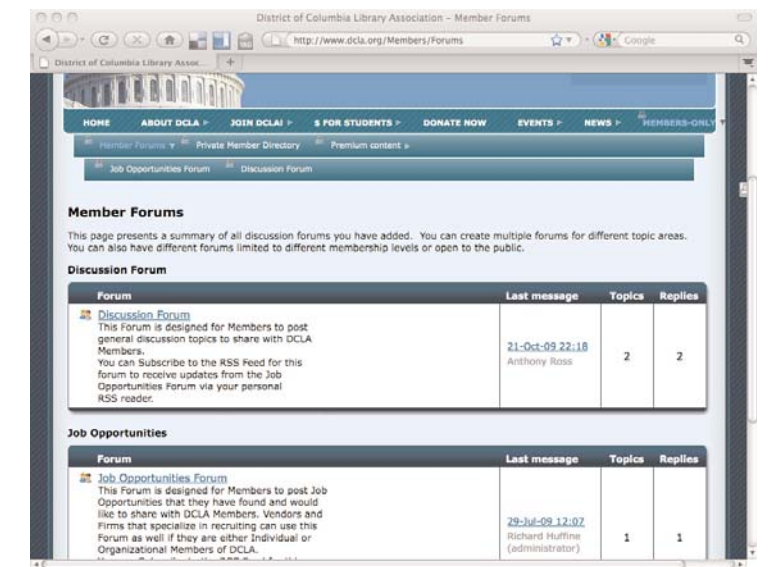 District of Columbia Library Association – Member Forums
http://www.dcla.org/Members/Forums
Google
District of Columbia Library Assoc...
HOME ABOUT DCLA JOIN DCLA! S FOR STUDENTS DONATE NOW EVENTS NEWS MEMBERS-ONLY
Member Forums Private Member Directory Premium content
Job Opportunities Forum Discussion Forum
Member Forums
This page presents a summary of all discussion forums you have added. You can create multiple forums for different topic areas.
You can also have different forums limited to different membership levels or open to the public.
Discussion Forum
Forum Last message Topics Replies
Discussion Forum
This Forum is designed for Members to post
general discussion topics to share with DCLA
Members.
You can Subscribe to the RSS Feed for this
forum to receive updates from the Job
Opportunities Forum via your personal
RSS reader.
21-Oct-09 22:18
Anthony Ross
2 2
Job Opportunities
Forum Last message Topics Replies
Job Opportunities Forum
This Forum is designed for Members to post Job
Opportunities that they have found and would
like to share with DCLA Members. Vendors and
Firms that specialize in recruiting can use this
Forum as well if they are either Individual or
Organizational Members of DCLA.
29-Jul-09 12:07
Richard Huffine
(administrator)
1 1